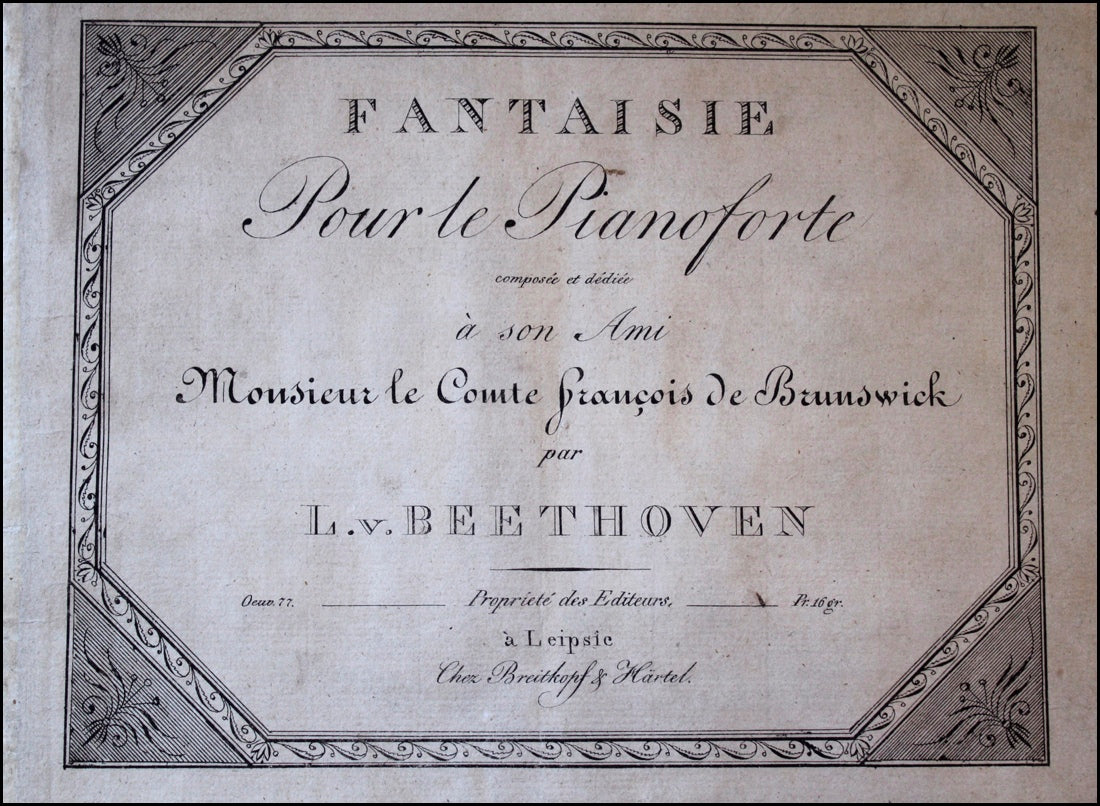 FANTAISIE
Pour le Pianoforte
composée et dédiée
à son Ami
Monsieur le Comte François de Brunswick
par
L.v. BEETHOVEN
Oeuv. 77. Propriété des Editeurs, Pr. 16 gr.
à Leipsic
Chez Breitkopf & Härtel.